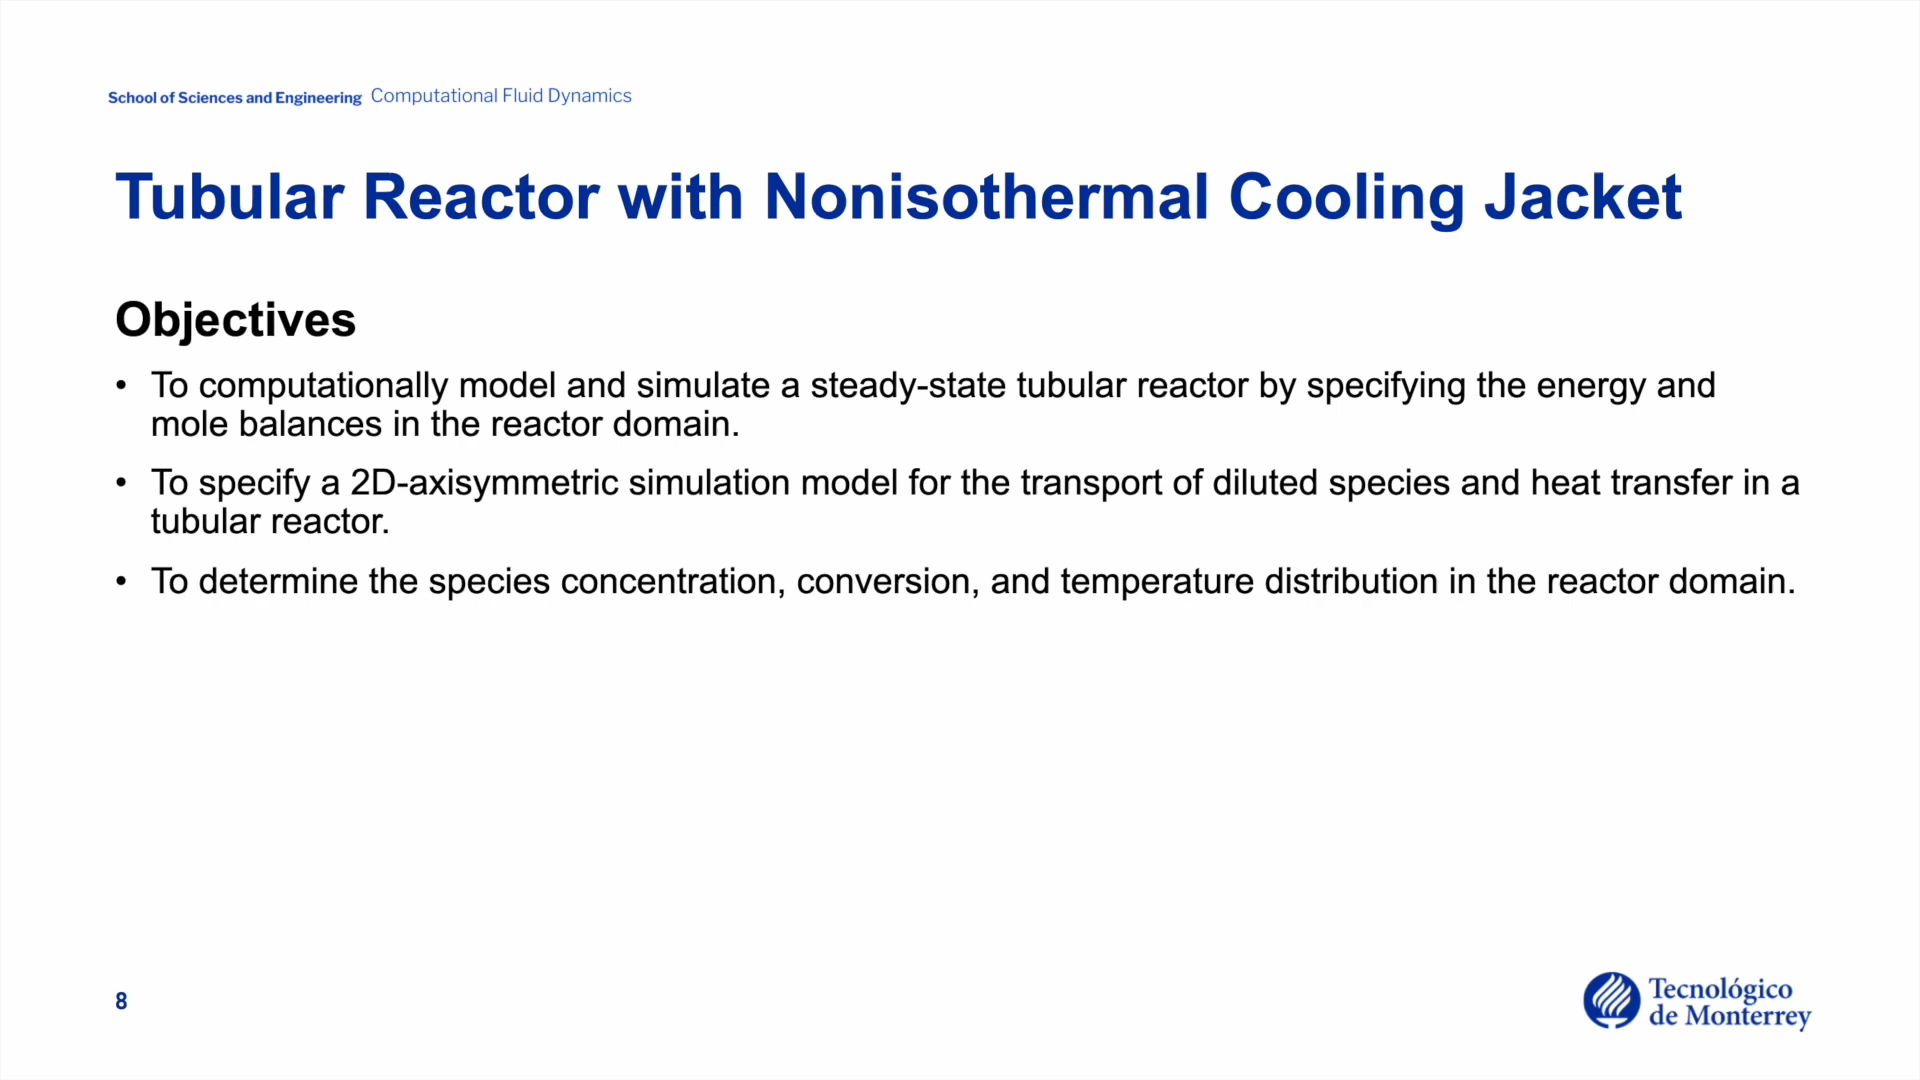 School of Sciences and Engineering Computational Fluid Dynamics
Tubular Reactor with Nonisothermal Cooling Jacket
Objectives
• To computationally model and simulate a steady-state tubular reactor by specifying the energy and
mole balances in the reactor domain.
• To specify a 2D-axisymmetric simulation model for the transport of diluted species and heat transfer in a
tubular reactor.
• To determine the species concentration, conversion, and temperature distribution in the reactor domain.
8
Tecnológico
de Monterrey